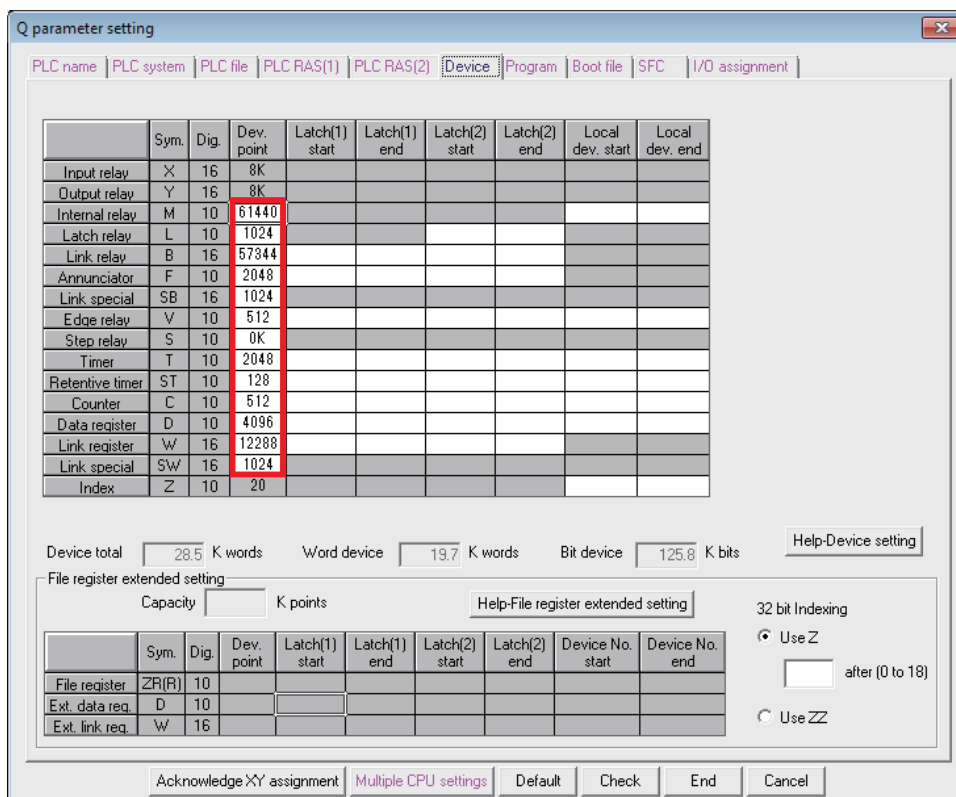 Q parameter setting
PLC name PLC system PLC file PLC RAS(1) PLC RAS(2) Device Program Boot file SFC I/O assignment
Sym. Dig. Dev. point Latch(1) start Latch(1) end Latch(2) start Latch(2) end Local dev. start Local dev. end
Input relay X 16 8K
Output relay Y 16 8K
Internal relay M 10 61440
Latch relay L 10 1024
Link relay B 16 57344
Annunciator F 10 2048
Link special SB 16 1024
Edge relay V 10 512
Step relay S 10 0K
Timer T 10 2048
Retentive timer ST 10 128
Counter C 10 512
Data register D 10 4096
Link register W 16 12288
Link special SW 16 1024
Index Z 10 20
Device total 28.5 K words Word device 19.7 K words Bit device 125.8 K bits Help-Device setting
File register extended setting
Capacity K points Help-File register extended setting
32 bit Indexing
Use Z
after (0 to 18)
Use ZZ
Sym. Dig. Dev. point Latch(1) start Latch(1) end Latch(2) start Latch(2) end Device No. start Device No. end
File register ZR(R) 10
Ext. data reg. D 10
Ext. link reg. W 16
Acknowledge XY assignment Multiple CPU settings Default Check End Cancel